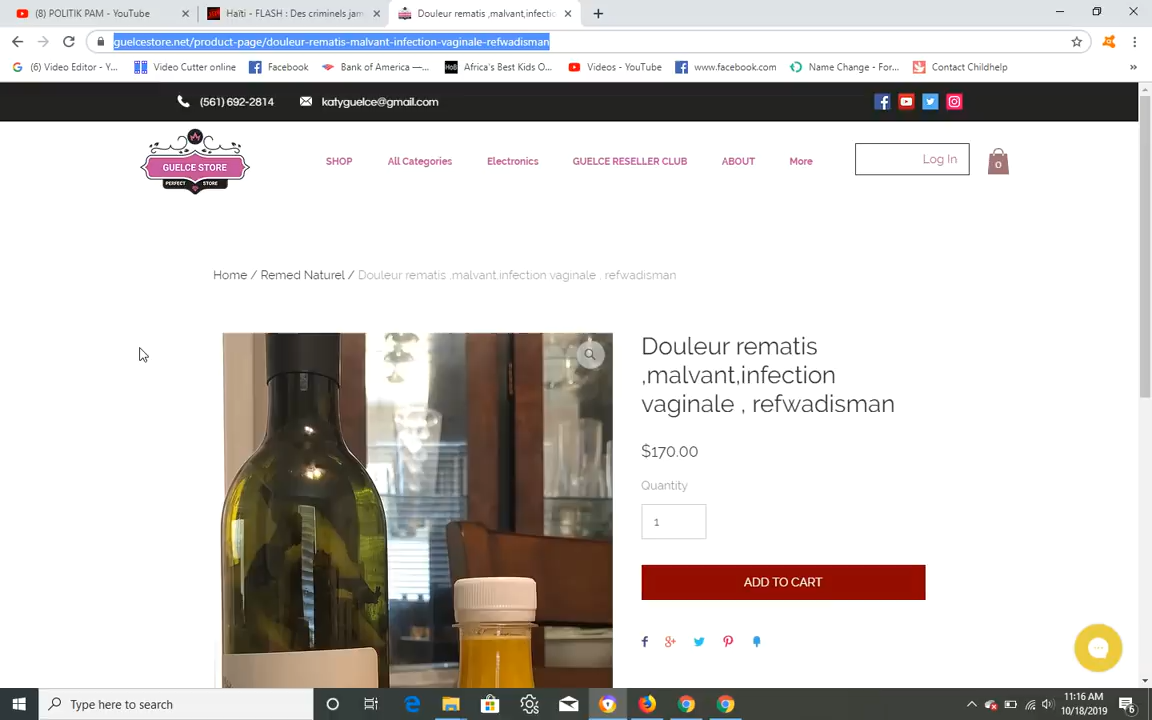 (8) POLITIK PAM - YouTube
Haïti - FLASH : Des criminels jam
Douleur rematis ,malvant,infectio
guelcestore.net/product-page/douleur-rematis-malvant-infection-vaginale-refwadisman
(6) Video Editor - Y...
Video Cutter online
Facebook
Bank of America —...
Africa's Best Kids O...
Videos - YouTube
www.facebook.com
Name Change - For...
Contact Childhelp
(561) 692-2814
katyguelce@gmail.com
GUELCE STORE
PERFECT STORE
SHOP
All Categories
Electronics
GUELCE RESELLER CLUB
ABOUT
More
Log In
0
Home / Remed Naturel / Douleur rematis ,malvant,infection vaginale , refwadisman
Douleur rematis
,malvant,infection
vaginale , refwadisman
$170.00
Quantity
1
ADD TO CART
Type here to search
11:16 AM
10/18/2019
6